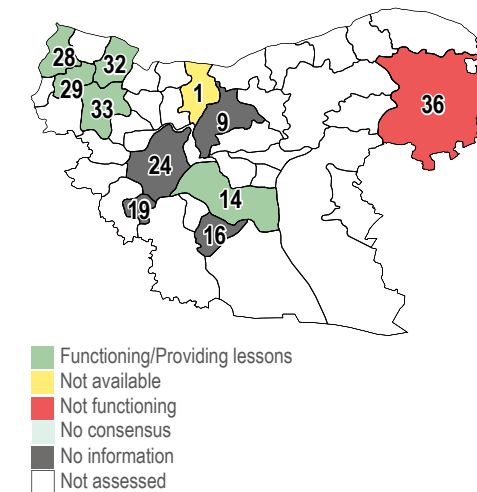 28
32
29
33
1
9
36
24
14
19
16
Functioning/Providing lessons
Not available
Not functioning
No consensus
No information
Not assessed